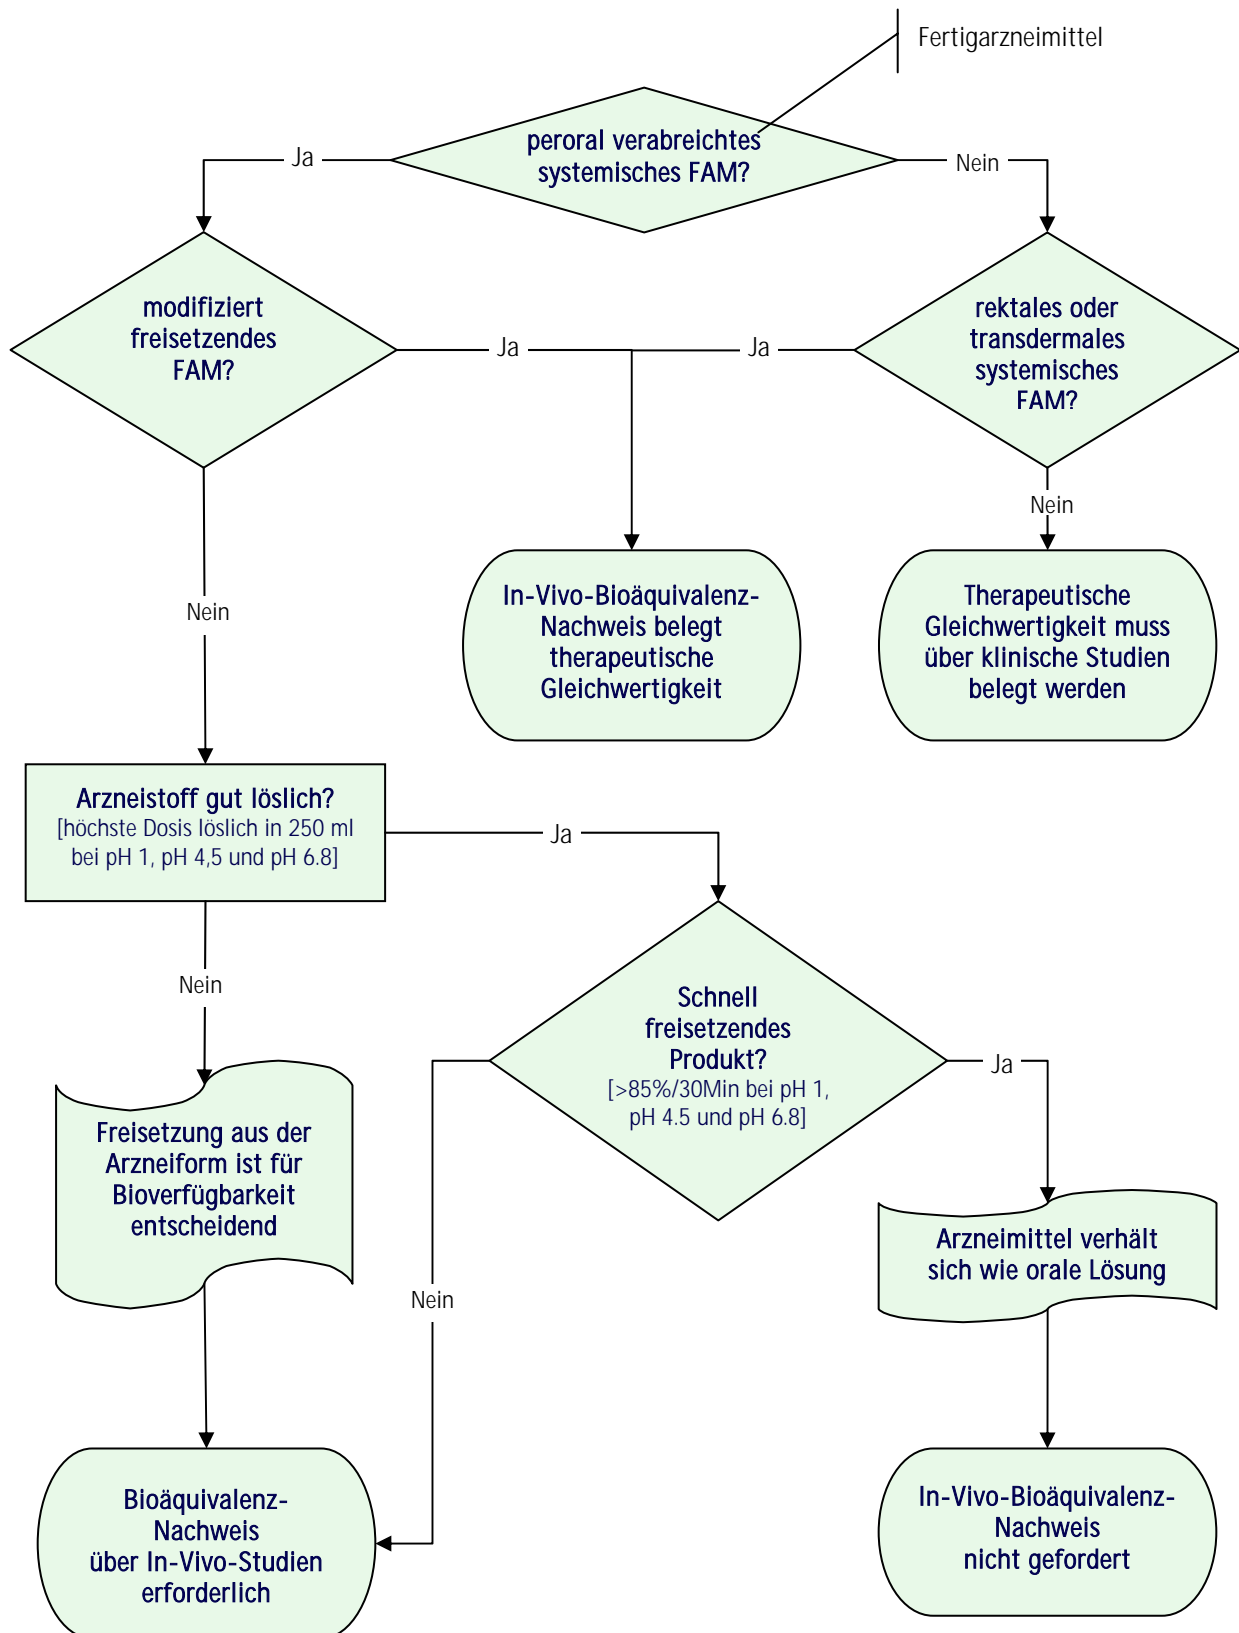 Fertigarzneimittel
peroral verabreichtes
systemisches FAM?
Ja
Nein
modifiziert
freisetzendes
FAM?
Ja
Ja
rektales oder
transdermales
systemisches
FAM?
Nein
Nein
In-Vivo-Bioäquivalenz-
Nachweis belegt
therapeutische
Gleichwertigkeit
Therapeutische
Gleichwertigkeit muss
über klinische Studien
belegt werden
Arzneistoff gut löslich?
[höchste Dosis löslich in 250 ml
bei pH 1, pH 4,5 und pH 6.8]
Ja
Nein
Schnell
freisetzendes
Produkt?
[>85%/30Min bei pH 1,
pH 4.5 und pH 6.8]
Ja
Nein
Freisetzung aus der
Arzneiform ist für
Bioverfügbarkeit
entscheidend
Arzneimittel verhält
sich wie orale Lösung
Bioäquivalenz-
Nachweis
über In-Vivo-Studien
erforderlich
In-Vivo-Bioäquivalenz-
Nachweis
nicht gefordert